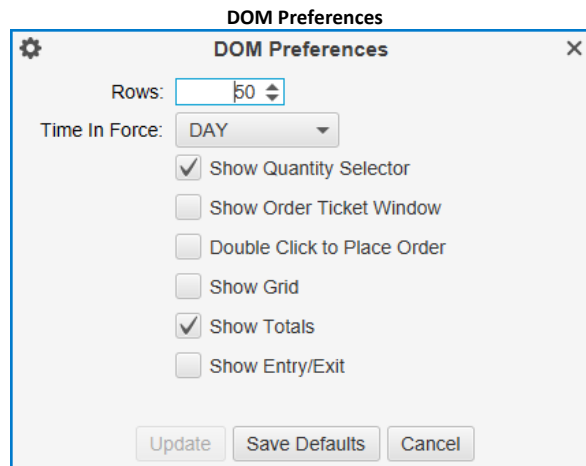 DOM Preferences
DOM Preferences
Rows: 50
Time In Force: DAY
Show Quantity Selector
Show Order Ticket Window
Double Click to Place Order
Show Grid
Show Totals
Show Entry/Exit
Update Save Defaults Cancel